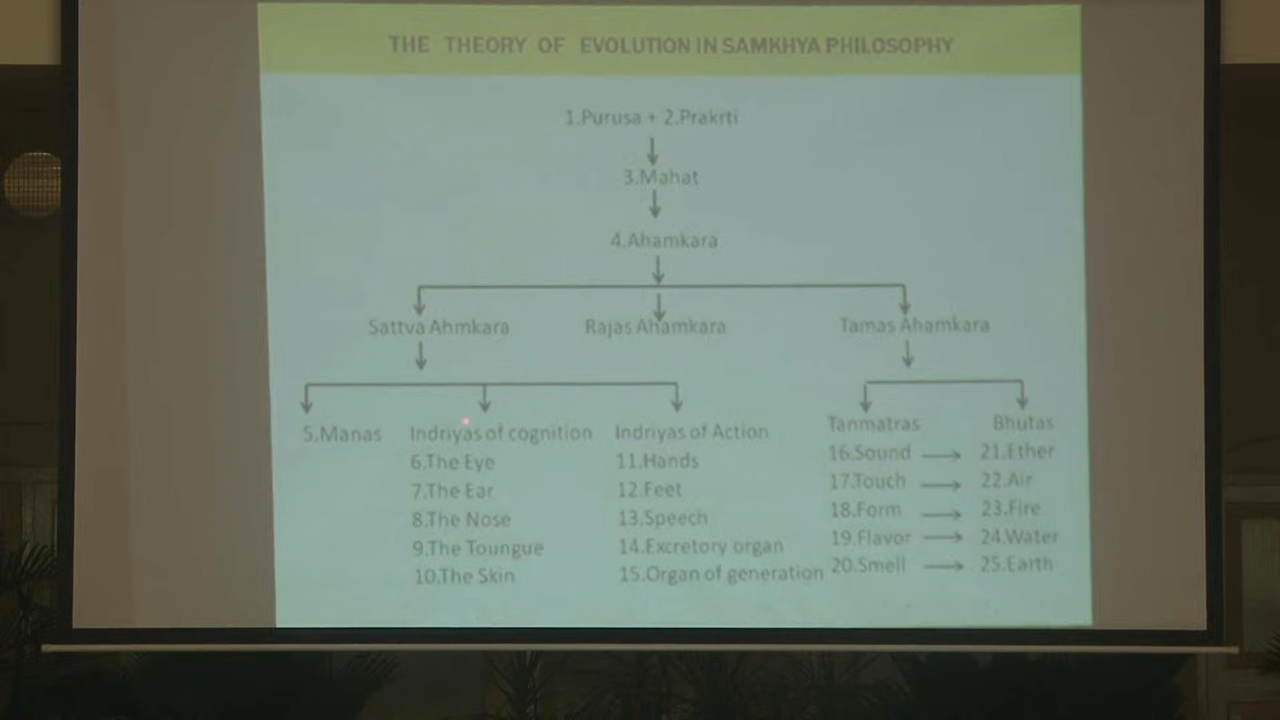 THE THEORY OF EVOLUTION IN SAMKHYA PHILOSOPHY
1.Purusa + 2.Prakrti
3.Mahat
4.Ahamkara
Sattva Ahmkara
Rajas Ahamkara
Tamas Ahamkara
5.Manas
Indriyas of cognition
6.The Eye
7.The Ear
8.The Nose
9.The Toungue
10.The Skin
Indriyas of Action
11.Hands
12.Feet
13.Speech
14.Excretory organ
15.Organ of generation
Tanmatras
16.Sound
17.Touch
18.Form
19.Flavor
20.Smell
Bhutas
21.Ether
22.Air
23.Fire
24.Water
25.Earth